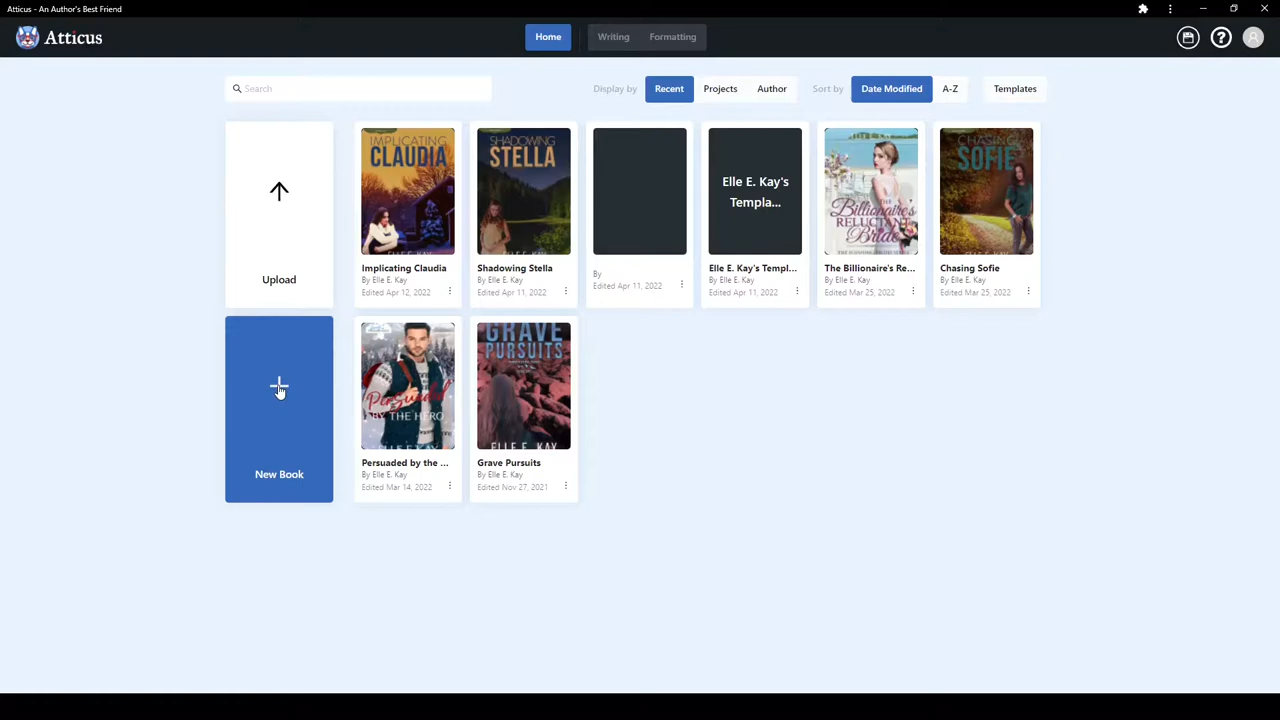 Atticus - An Author's Best Friend
Atticus
Home
Writing
Formatting
Search
Display by
Recent
Projects
Author
Sort by
Date Modified
A-Z
Templates
Upload
IMPLICATING
CLAUDIA
ELLE E. KAY
Implicating Claudia
By Elle E. Kay
Edited Apr 12, 2022
SHADOWING
STELLA
Shadowing Stella
By Elle E. Kay
Edited Apr 11, 2022
By
Edited Apr 11, 2022
Elle E. Kay's
Templa...
Elle E. Kay's Templ...
By Elle E. Kay
Edited Apr 11, 2022
THE
Billionaire's
RELUCTANT
Bride
The Billionaire's Re...
By Elle E. Kay
Edited Mar 25, 2022
CHASING
SOFIE
Chasing Sofie
By Elle E. Kay
Edited Mar 25, 2022
New Book
Persuaded
BY THE HERO
Persuaded by the ...
By Elle E. Kay
Edited Mar 14, 2022
GRAVE
PURSUITS
ELLE E. KAY
Grave Pursuits
By Elle E. Kay
Edited Nov 27, 2021